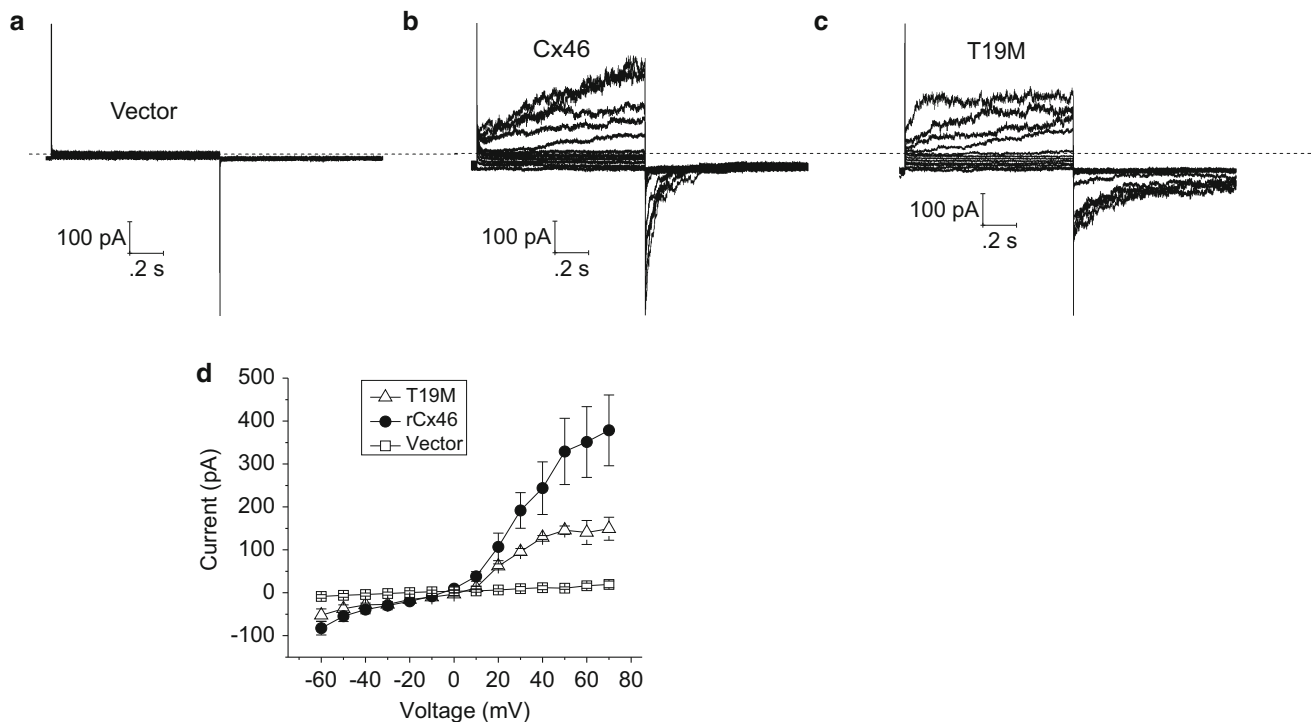 a
Vector
100 pA
.2 s
b
Cx46
100 pA
.2 s
c
T19M
100 pA
.2 s
d
500
400
300
200
100
0
-100
Current (pA)
T19M
rCx46
Vector
-60 -40 -20 0 20 40 60 80
Voltage (mV)